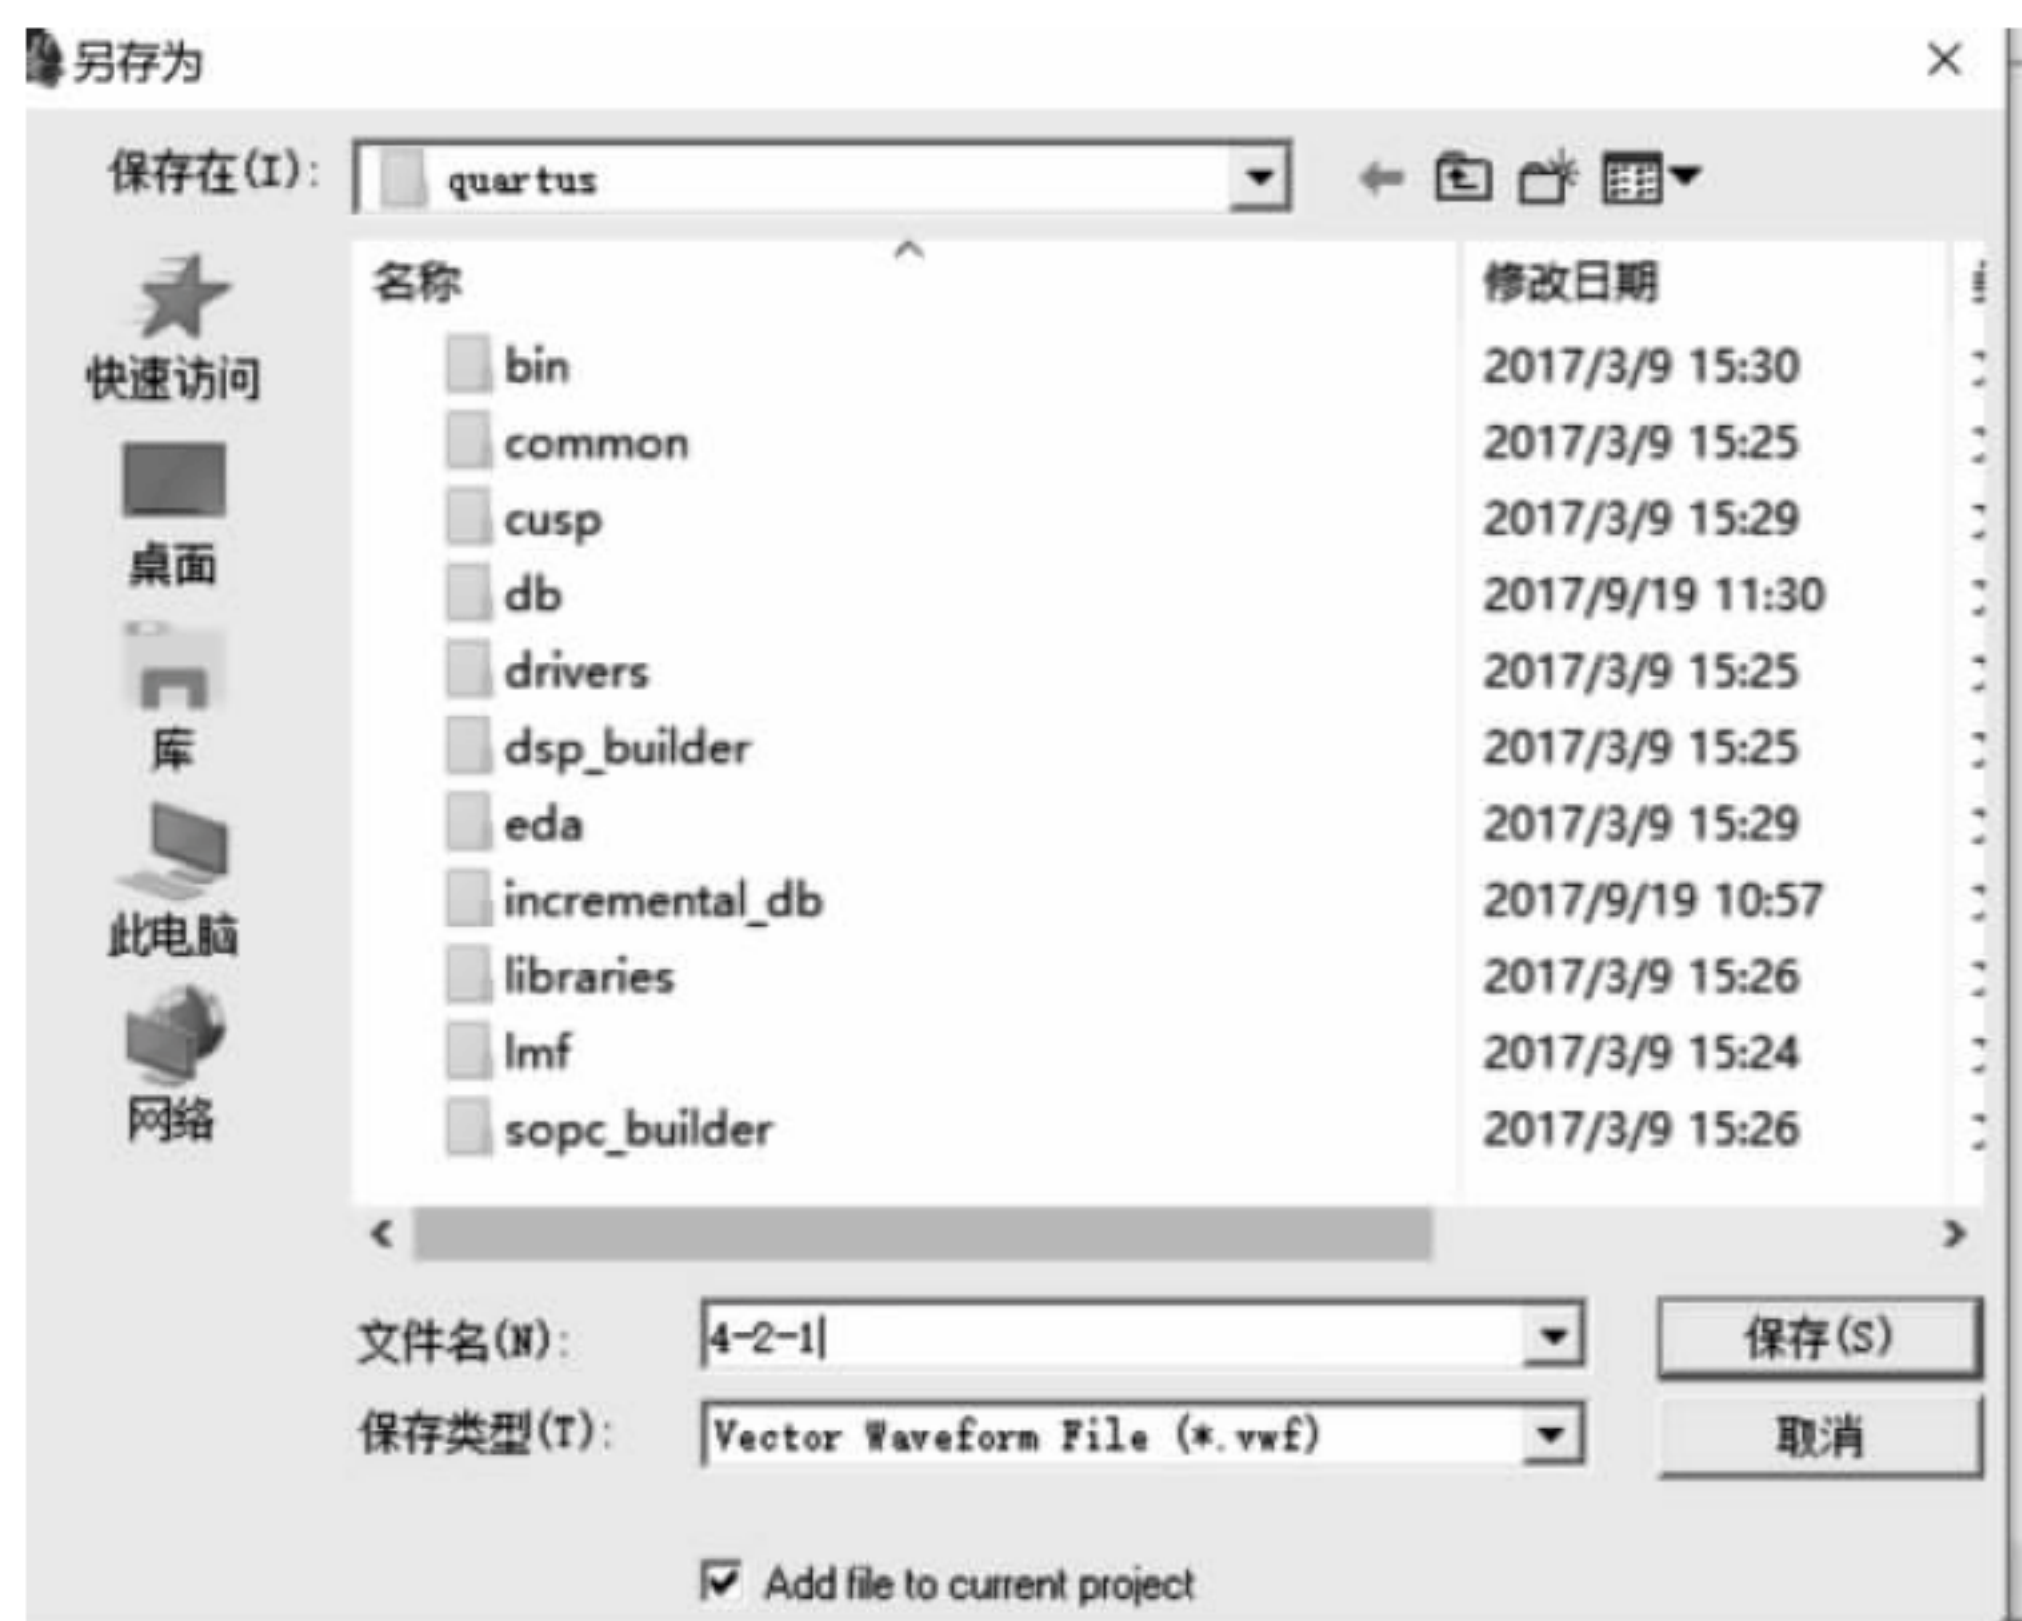 另存为
保存在(I): quartus
名称 修改日期
bin 2017/3/9 15:30
common 2017/3/9 15:25
cusp 2017/3/9 15:29
db 2017/9/19 11:30
drivers 2017/3/9 15:25
dsp_builder 2017/3/9 15:25
eda 2017/3/9 15:29
incremental_db 2017/9/19 10:57
libraries 2017/3/9 15:26
lmf 2017/3/9 15:24
sopc_builder 2017/3/9 15:26
快速访问
桌面
库
此电脑
网络
文件名(N): 4-2-1 保存(S)
保存类型(T): Vector Waveform File (*.vwf) 取消
Add file to current project